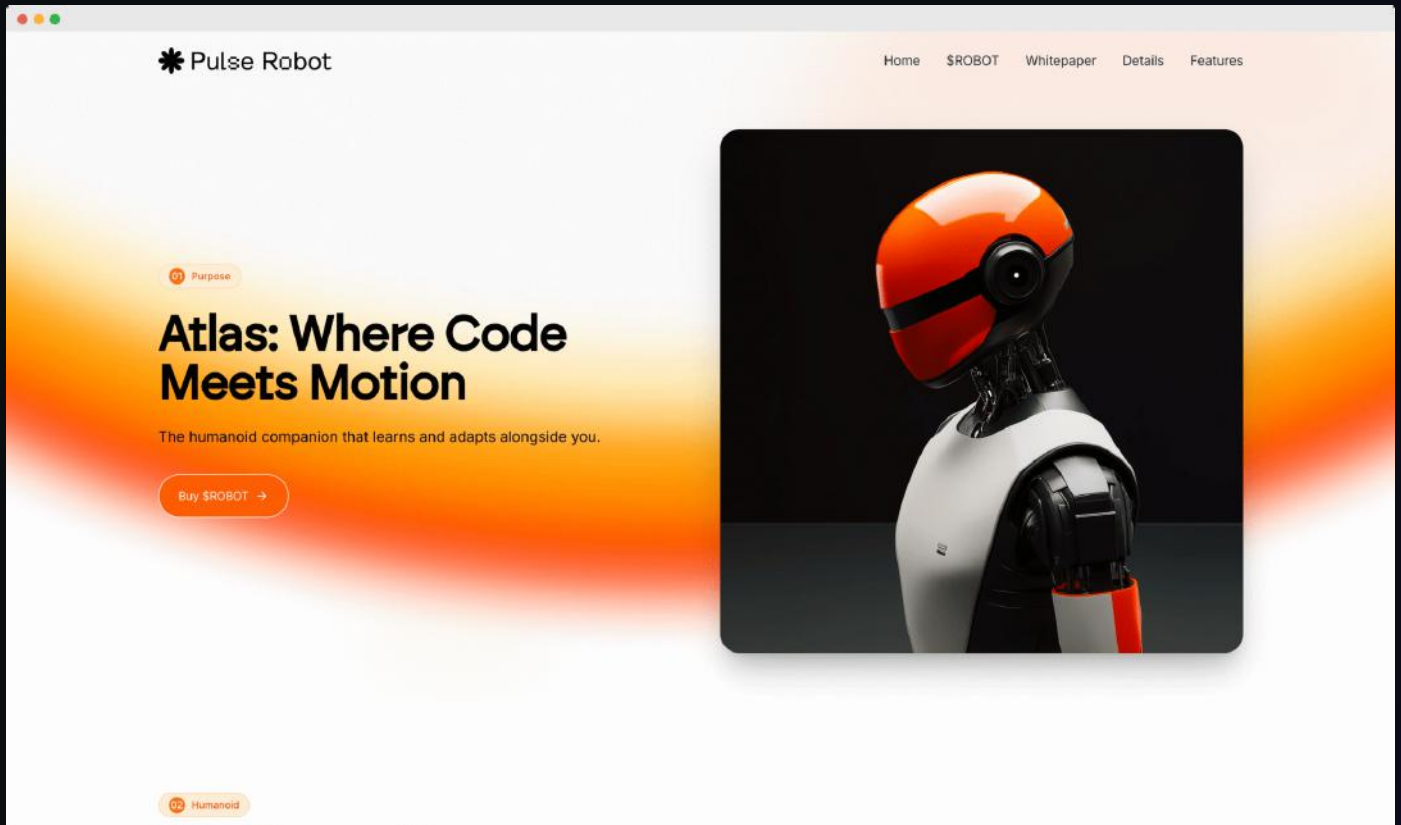 Pulse Robot
Home $ROBOT Whitepaper Details Features
01 Purpose
Atlas: Where Code
Meets Motion
The humanoid companion that learns and adapts alongside you.
Buy $ROBOT →
02 Humanoid